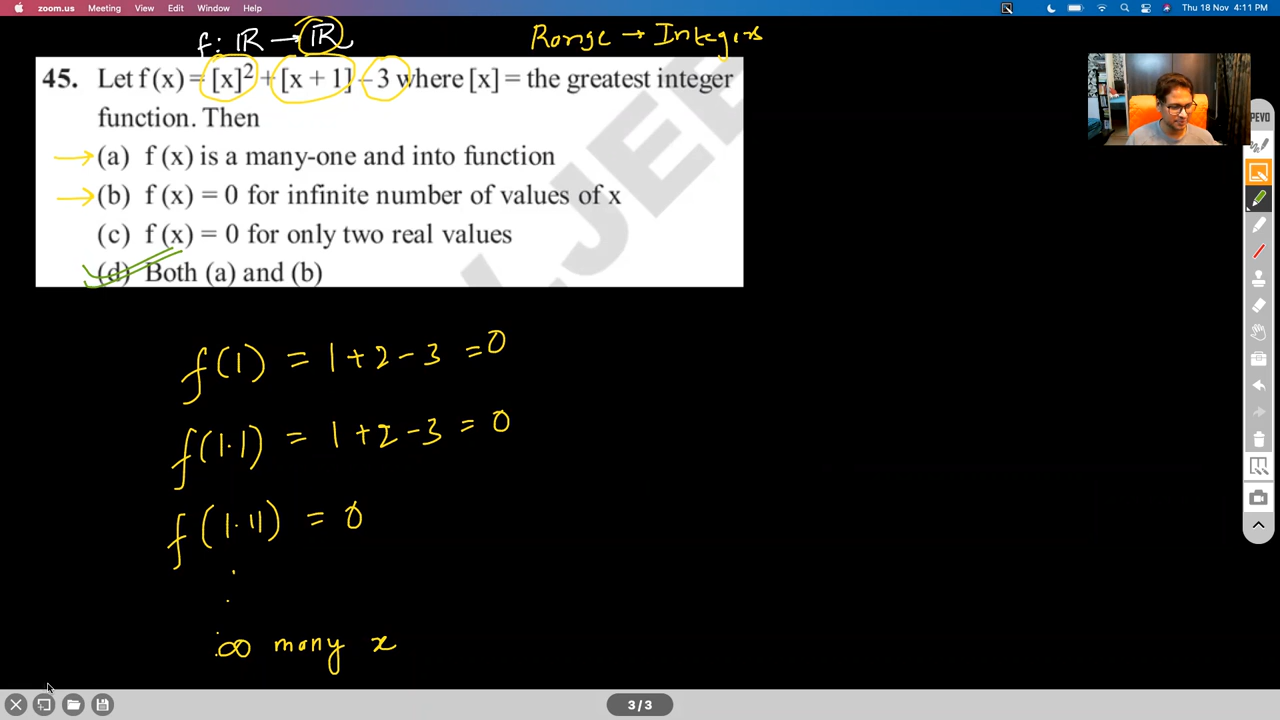 zoom.us Meeting View Edit Window Help Thu 18 Nov 4:11 PM
f: ℝ → ℝ Range → Integers
45. Let f (x) = [x]² + [x + 1] – 3 where [x] = the greatest integer
function. Then
→ (a) f (x) is a many-one and into function
→ (b) f (x) = 0 for infinite number of values of x
(c) f (x) = 0 for only two real values
(d) Both (a) and (b)
JEE
EPVO
f(1) = 1 + 2 - 3 = 0
f(1.1) = 1 + 2 - 3 = 0
f(1.11) = 0
∞ many x
3 / 3